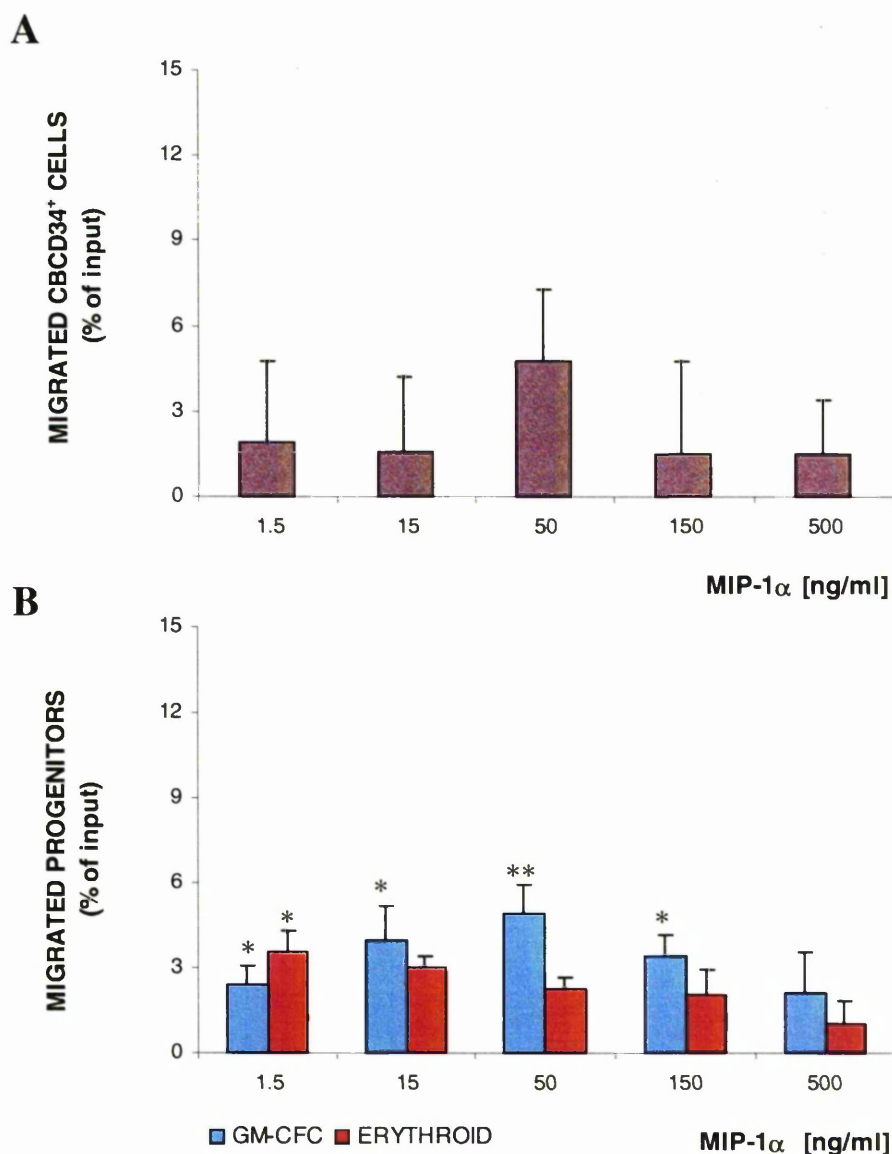 A
MIGRATED CBCD34⁺ CELLS
(% of input)
15
12
9
6
3
0
1.5 15 50 150 500
MIP-1α [ng/ml]
B
MIGRATED PROGENITORS
(% of input)
15
12
9
6
3
0
* * * ** *
1.5 15 50 150 500
GM-CFC ERYTHROID
MIP-1α [ng/ml]